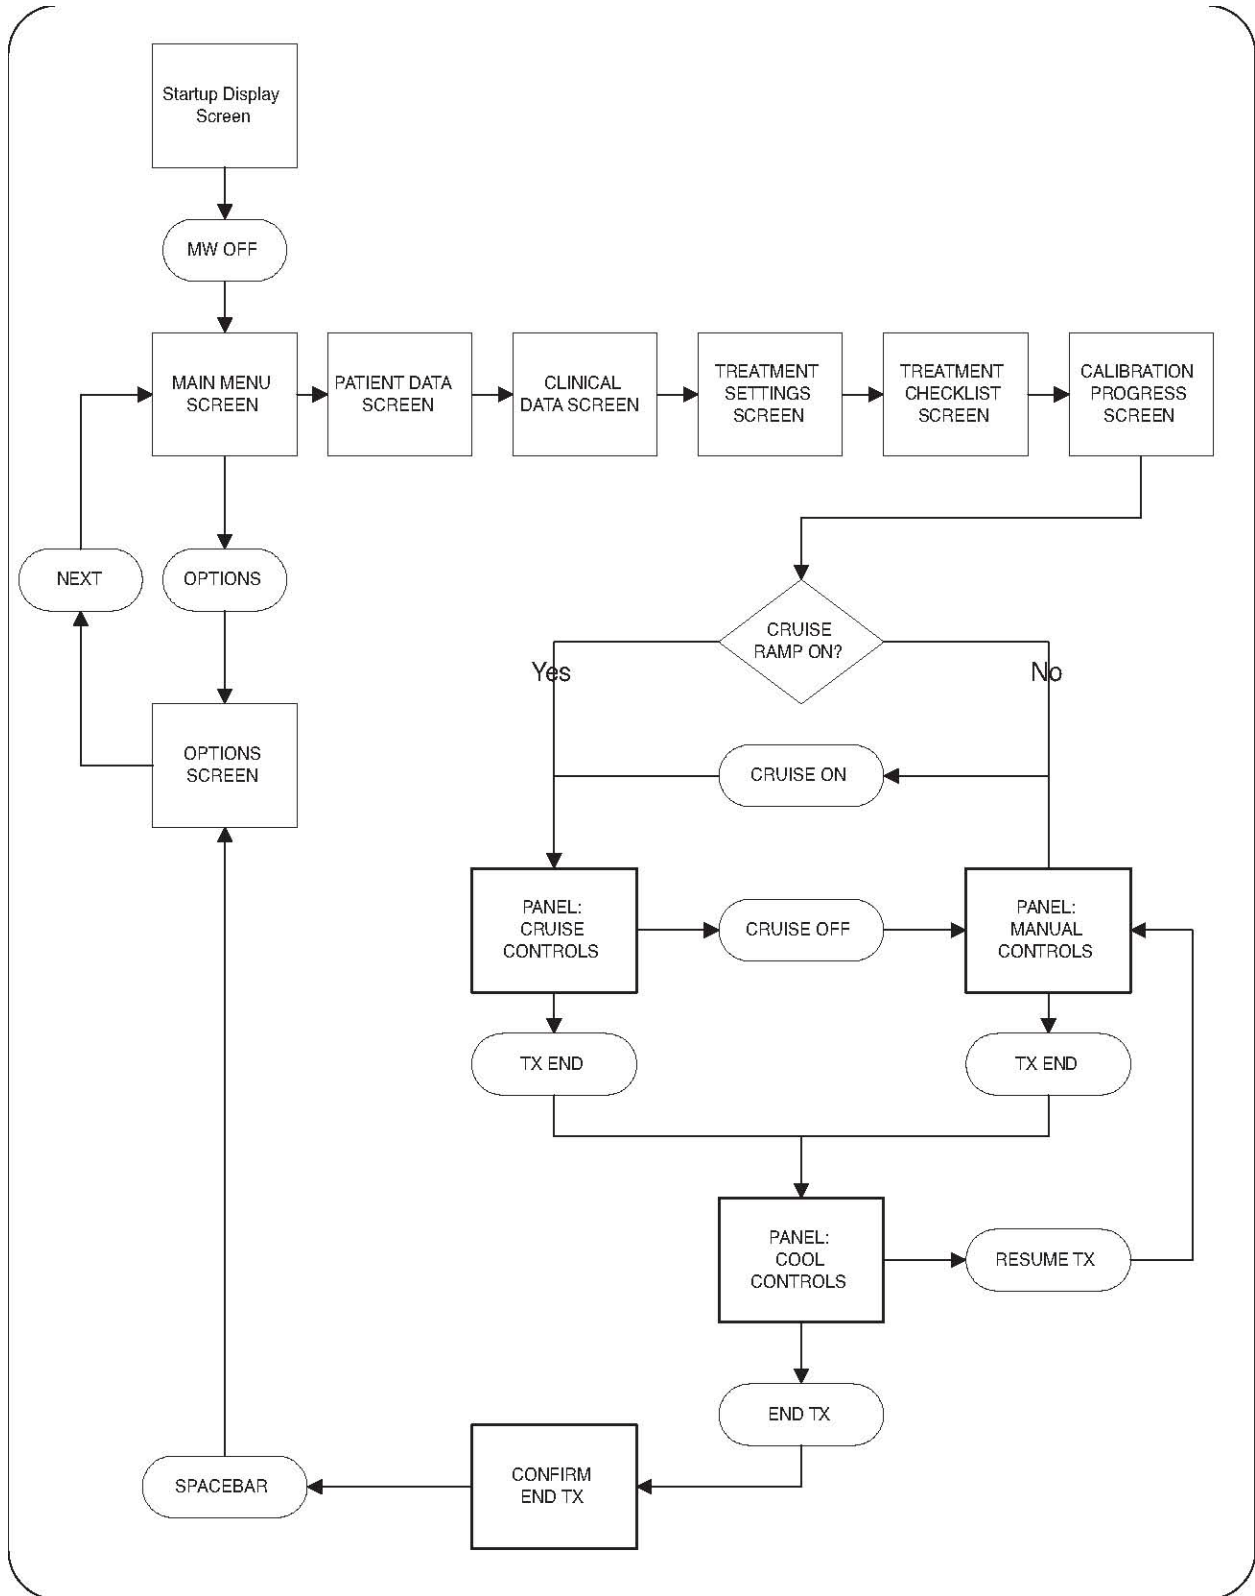 Startup Display
Screen
MW OFF
MAIN MENU
SCREEN
PATIENT DATA
SCREEN
CLINICAL
DATA SCREEN
TREATMENT
SETTINGS
SCREEN
TREATMENT
CHECKLIST
SCREEN
CALIBRATION
PROGRESS
SCREEN
NEXT
OPTIONS
OPTIONS
SCREEN
CRUISE
RAMP ON?
Yes
No
CRUISE ON
PANEL:
CRUISE
CONTROLS
CRUISE OFF
PANEL:
MANUAL
CONTROLS
TX END
TX END
PANEL:
COOL
CONTROLS
RESUME TX
END TX
CONFIRM
END TX
SPACEBAR